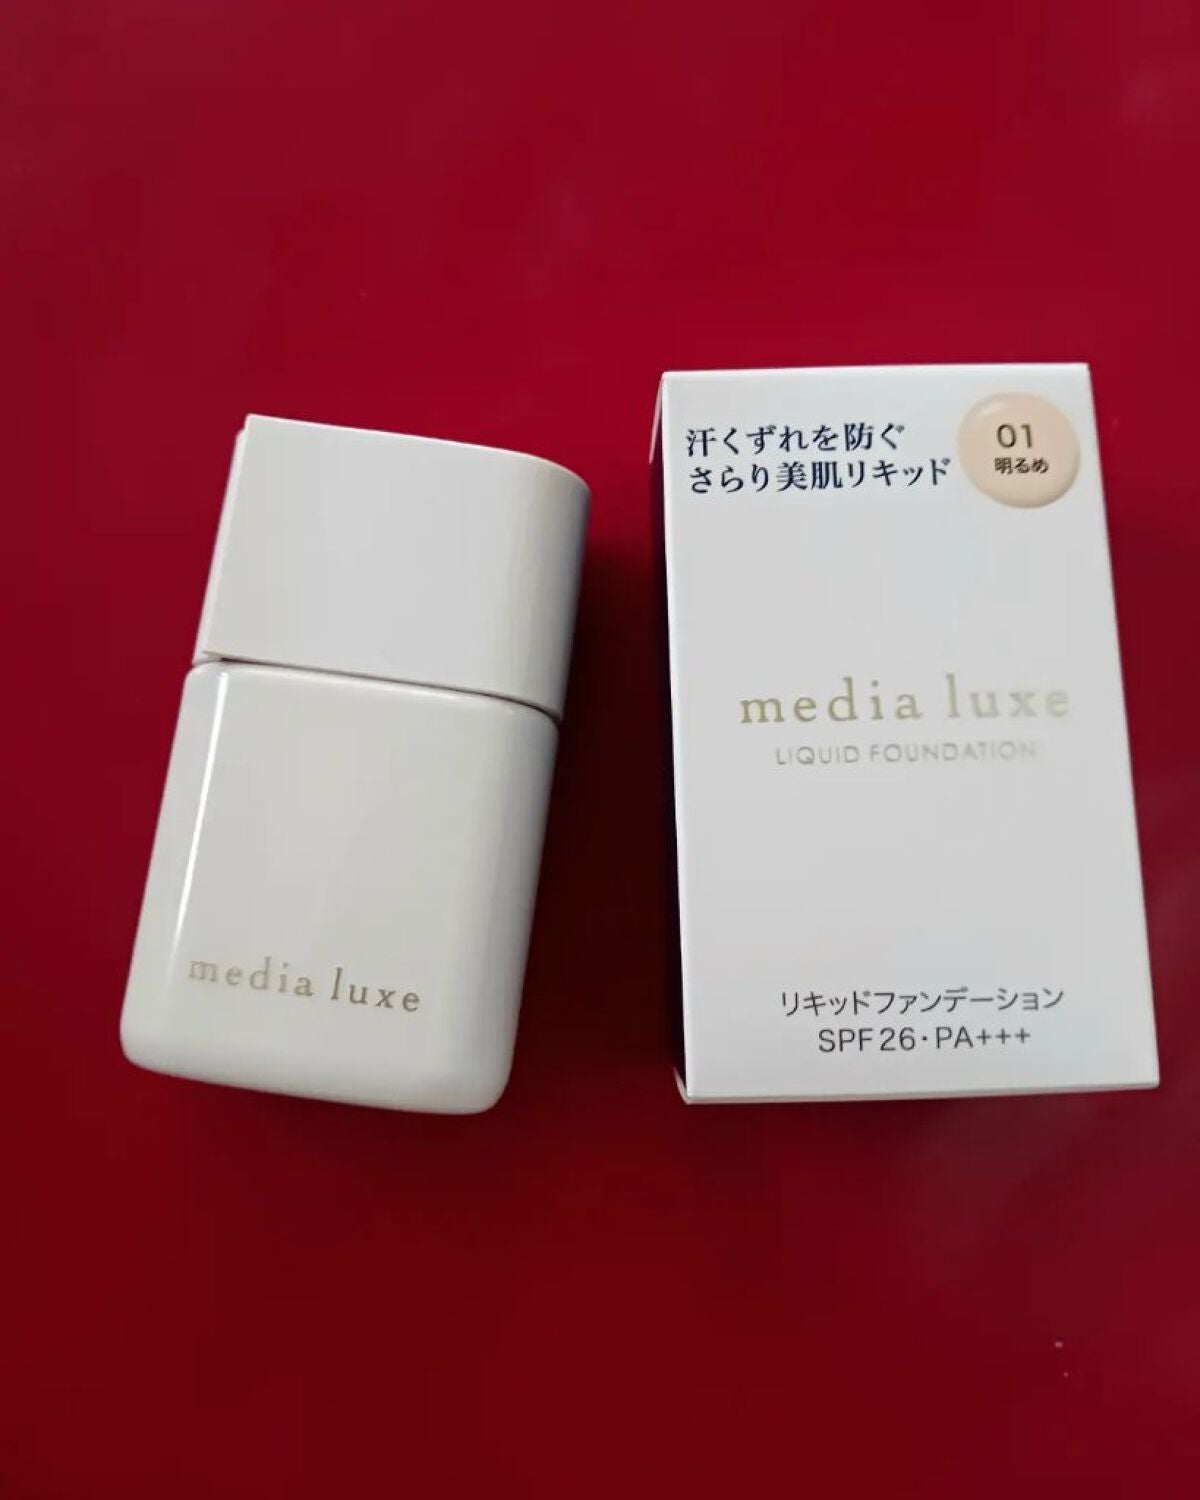 media luxe
汗くずれを防ぐ
さらり美肌リキッド
01
明るめ
media luxe
LIQUID FOUNDATION
リキッドファンデーション
SPF26・PA+++